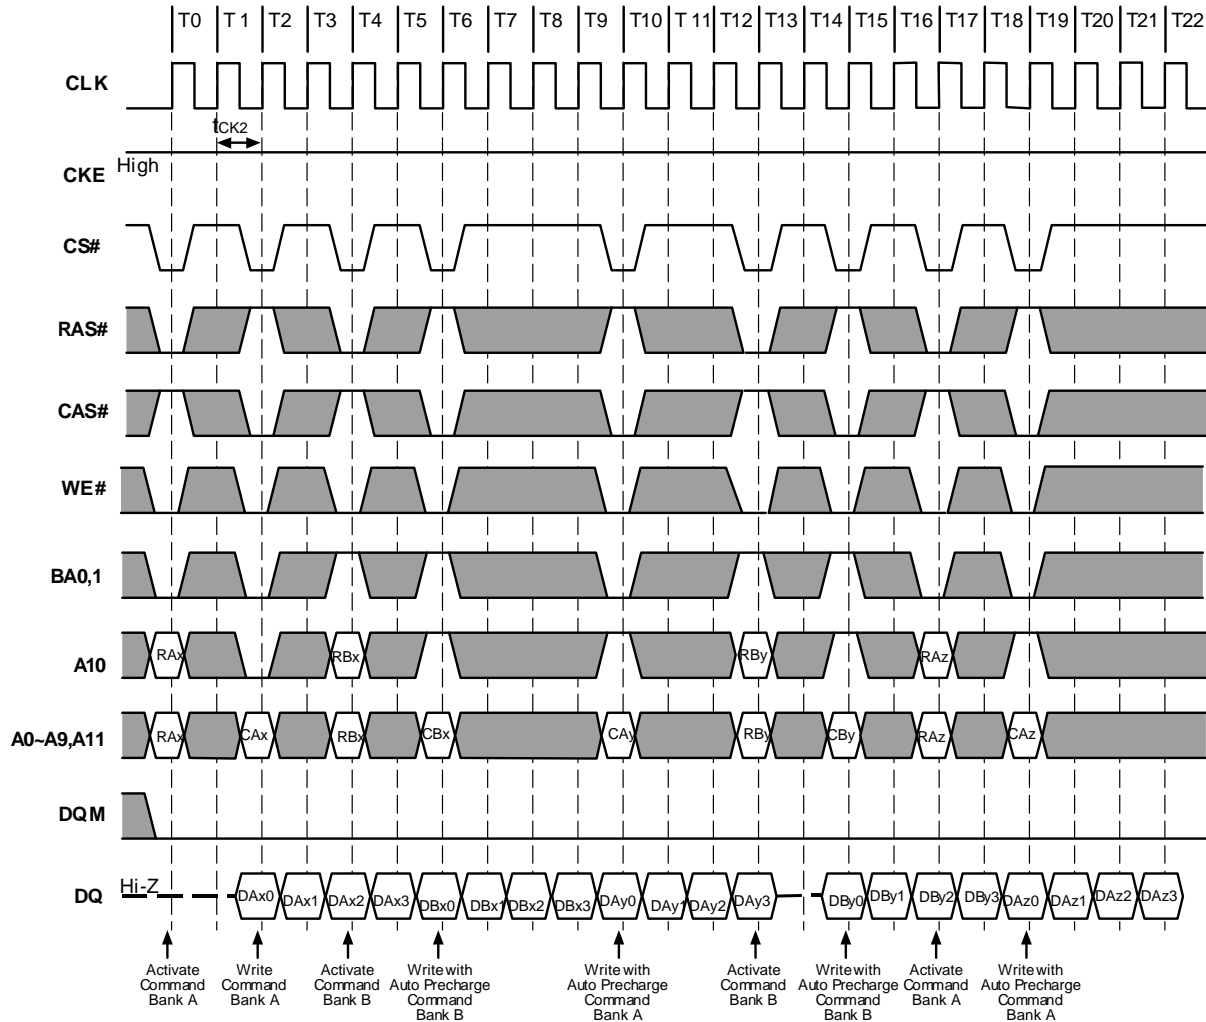 T0 T 1 T2 T3 T4 T5 T6 T7 T8 T9 T10 T 11 T12 T13 T14 T15 T16 T17 T18 T19 T20 T21 T22
CLK
tCK2
High
CKE
CS#
RAS#
CAS#
WE#
BA0,1
A10
RAx RBx RBy RAz
A0~A9,A11
RAx CAx RBx CBx CAy RBy CBy RAz CAz
DQM
Hi-Z
DQ
DAx0 DAx1 DAx2 DAx3 DBx0 DBx1 DBx2 DBx3 DAy0 DAy1 DAy2 DAy3 DBy0 DBy1 DBy2 DBy3 DAz0 DAz1 DAz2 DAz3
Activate
Command
Bank A
Write
Command
Bank A
Activate
Command
Bank B
Write with
Auto Precharge
Command
Bank B
Write with
Auto Precharge
Command
Bank A
Activate
Command
Bank B
Write with
Auto Precharge
Command
Bank B
Activate
Command
Bank A
Write with
Auto Precharge
Command
Bank A